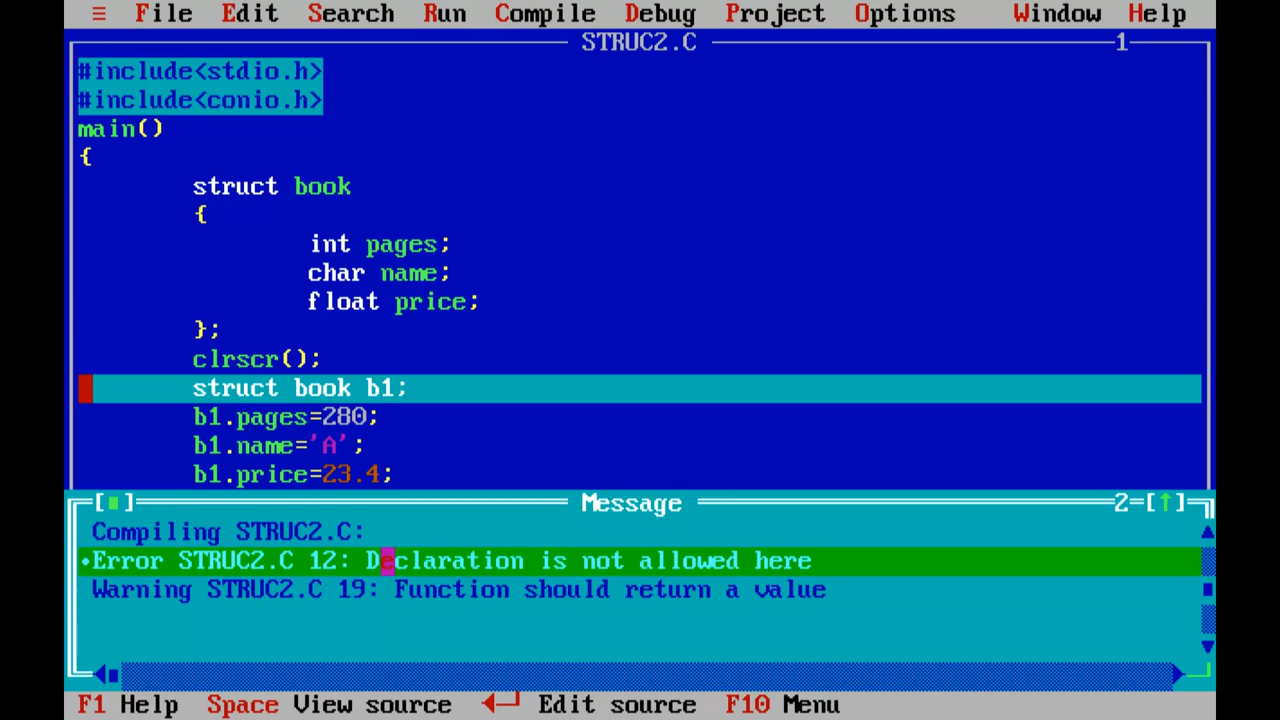 ≡ File Edit Search Run Compile Debug Project Options Window Help
STRUC2.C 1
#include<stdio.h>
#include<conio.h>
main()
{
struct book
{
int pages;
char name;
float price;
};
clrscr();
struct book b1;
b1.pages=280;
b1.name='A';
b1.price=23.4;
[■] Message 2=[↑]
Compiling STRUC2.C:
•Error STRUC2.C 12: Declaration is not allowed here
Warning STRUC2.C 19: Function should return a value
F1 Help Space View source ◄┘ Edit source F10 Menu